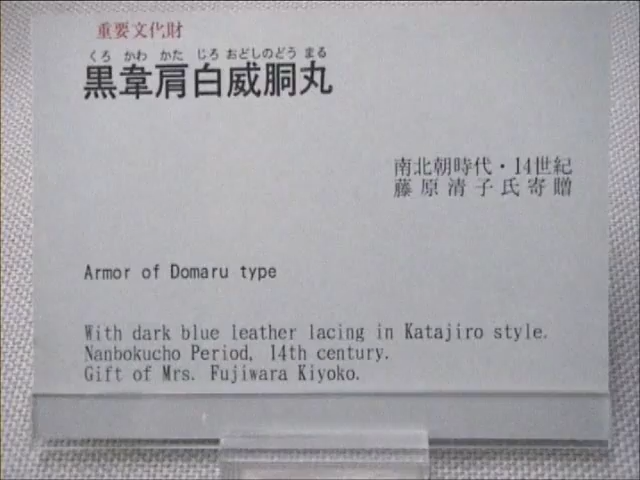 重要文化財
くろ かわ かた じろ おどしのどう まる
黒韋肩白威胴丸
南北朝時代・14世紀
藤原清子氏寄贈
Armor of Domaru type
With dark blue leather lacing in Katajiro style.
Nanbokucho Period, 14th century.
Gift of Mrs. Fujiwara Kiyoko.